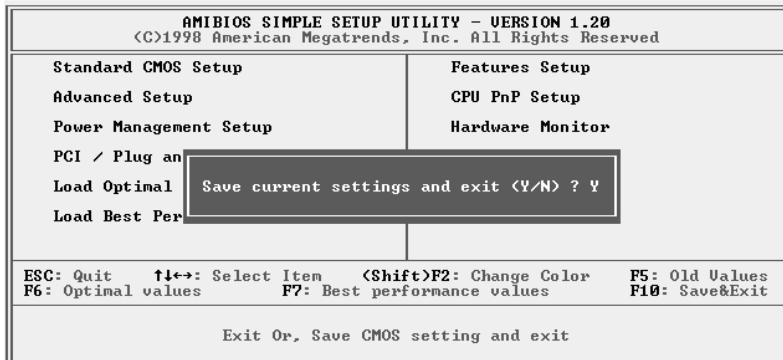 AMIBIOS SIMPLE SETUP UTILITY - VERSION 1.20
(C)1998 American Megatrends, Inc. All Rights Reserved
Standard CMOS Setup
Advanced Setup
Power Management Setup
PCI / Plug an
Load Optimal
Load Best Per
Features Setup
CPU PnP Setup
Hardware Monitor
Save current settings and exit (Y/N) ? Y
ESC: Quit ↑↓←→: Select Item (Shift)F2: Change Color F5: Old Values
F6: Optimal values F7: Best performance values F10: Save&Exit
Exit Or, Save CMOS setting and exit